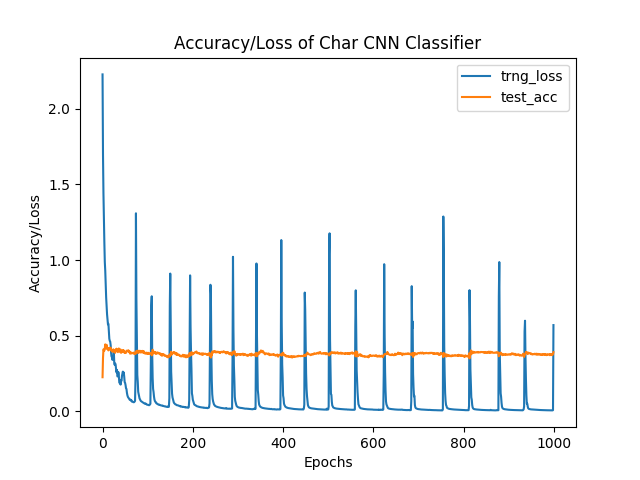 Accuracy/Loss of Char CNN Classifier
trng_loss
test_acc
2.0
1.5
1.0
0.5
0.0
Accuracy/Loss
0 200 400 600 800 1000
Epochs